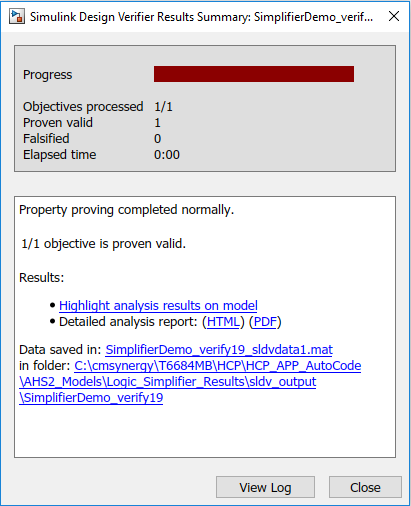 Simulink Design Verifier Results Summary: SimplifierDemo_verif...
Progress
Objectives processed 1/1
Proven valid 1
Falsified 0
Elapsed time 0:00
Property proving completed normally.
1/1 objective is proven valid.
Results:
• Highlight analysis results on model
• Detailed analysis report: (HTML) (PDF)
Data saved in: SimplifierDemo_verify19_sldvdata1.mat
in folder: C:\cmsynergy\T6684MB\HCP\HCP_APP_AutoCode
\AHS2_Models\Logic_Simplifier_Results\sldv_output
\SimplifierDemo_verify19
View Log Close